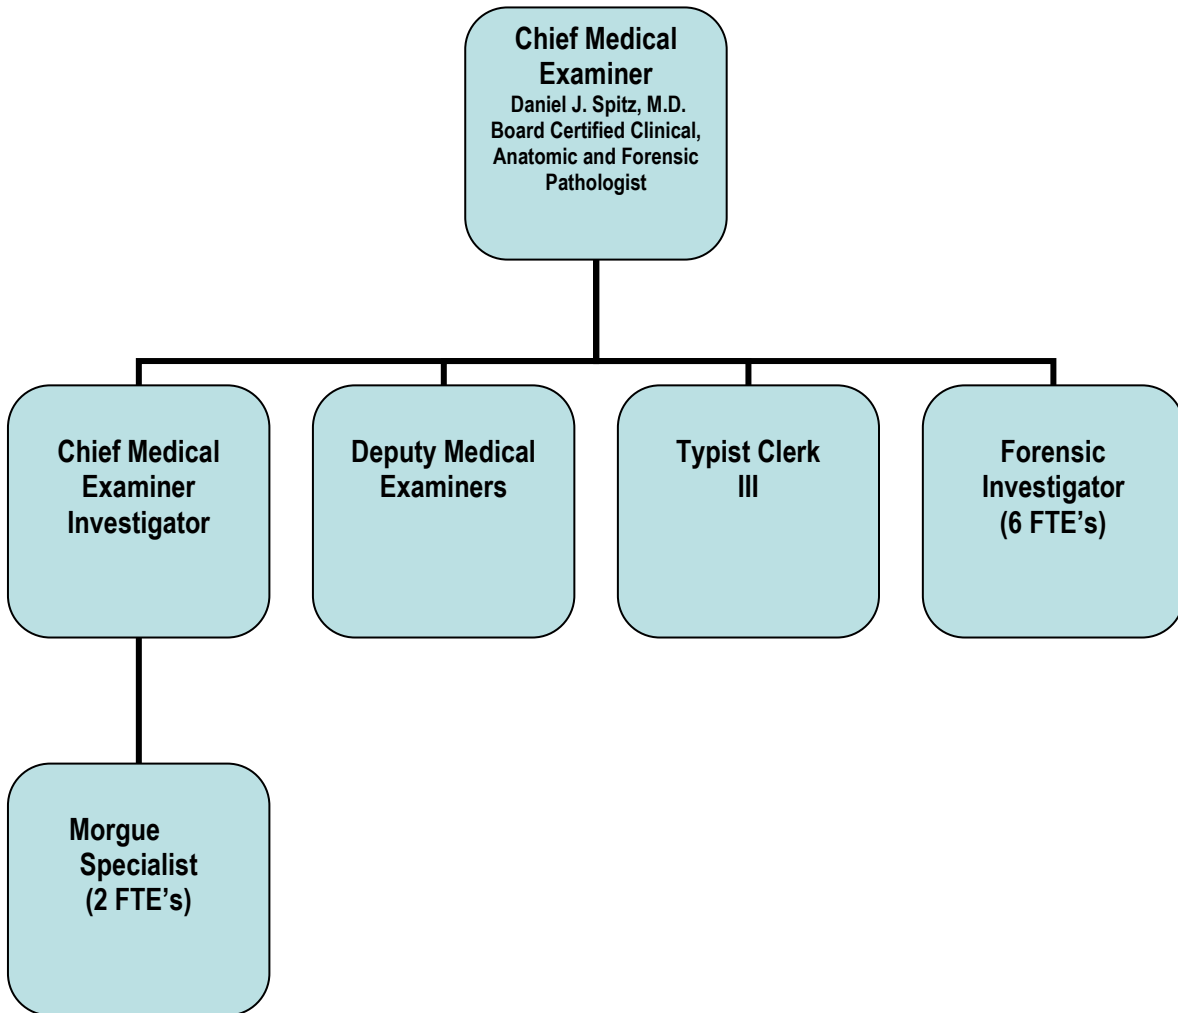 Chief Medical
Examiner
Daniel J. Spitz, M.D.
Board Certified Clinical,
Anatomic and Forensic
Pathologist
Chief Medical
Examiner
Investigator
Deputy Medical
Examiners
Typist Clerk
III
Forensic
Investigator
(6 FTE’s)
Morgue
Specialist
(2 FTE’s)